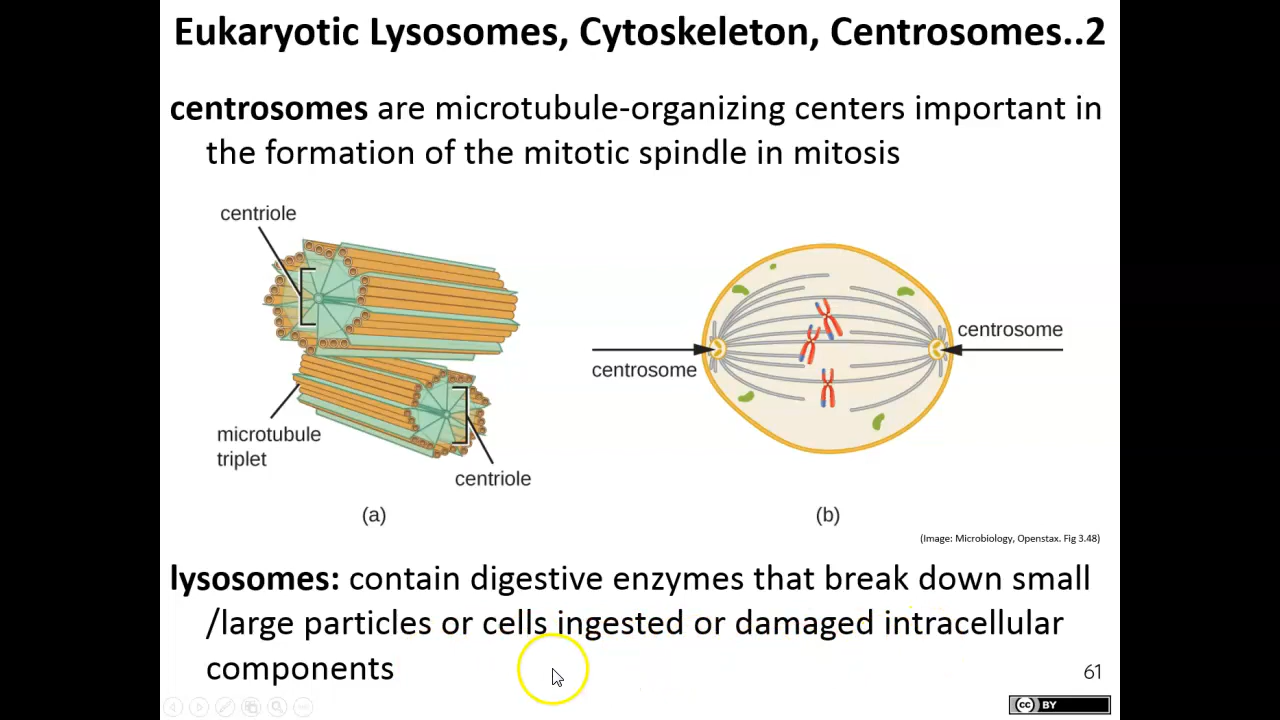 Eukaryotic Lysosomes, Cytoskeleton, Centrosomes..2
centrosomes are microtubule-organizing centers important in
the formation of the mitotic spindle in mitosis
centriole
microtubule
triplet
centriole
(a)
centrosome
centrosome
(b)
(Image: Microbiology, Openstax. Fig 3.48)
lysosomes: contain digestive enzymes that break down small
/large particles or cells ingested or damaged intracellular
components
61
cc BY